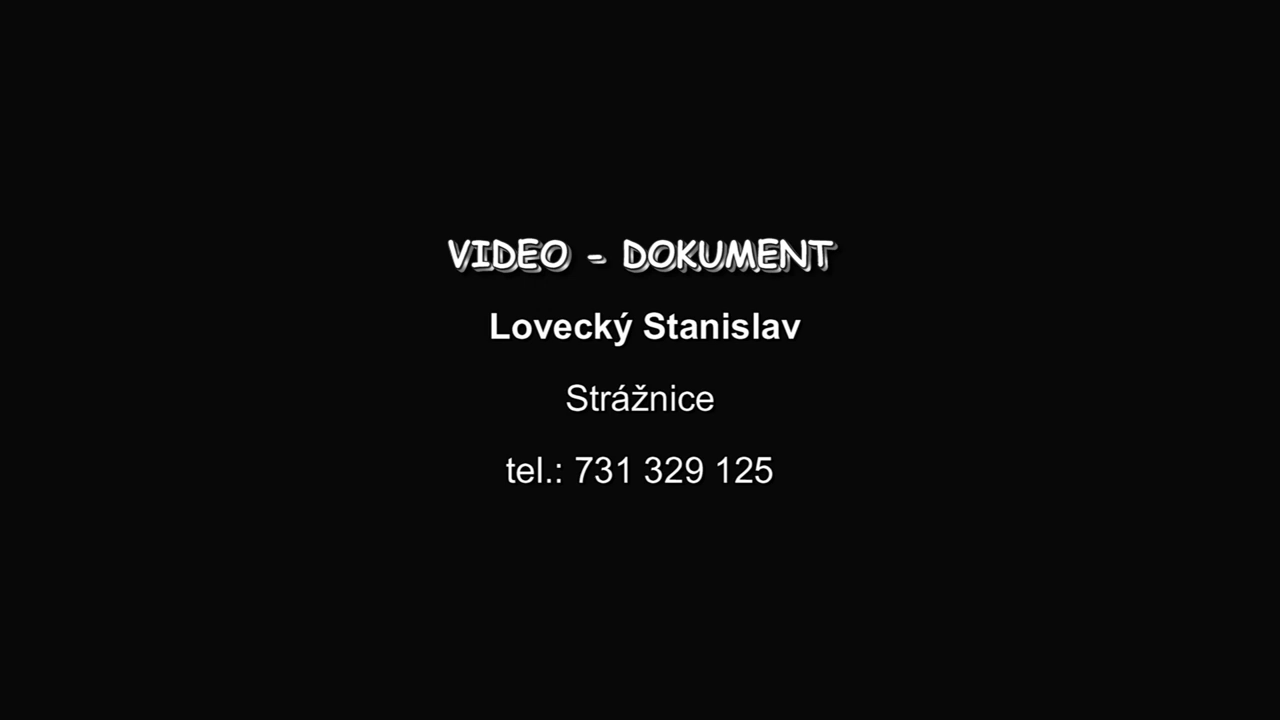 VIDEO - DOKUMENT
Lovecký Stanislav
Strážnice
tel.: 731 329 125